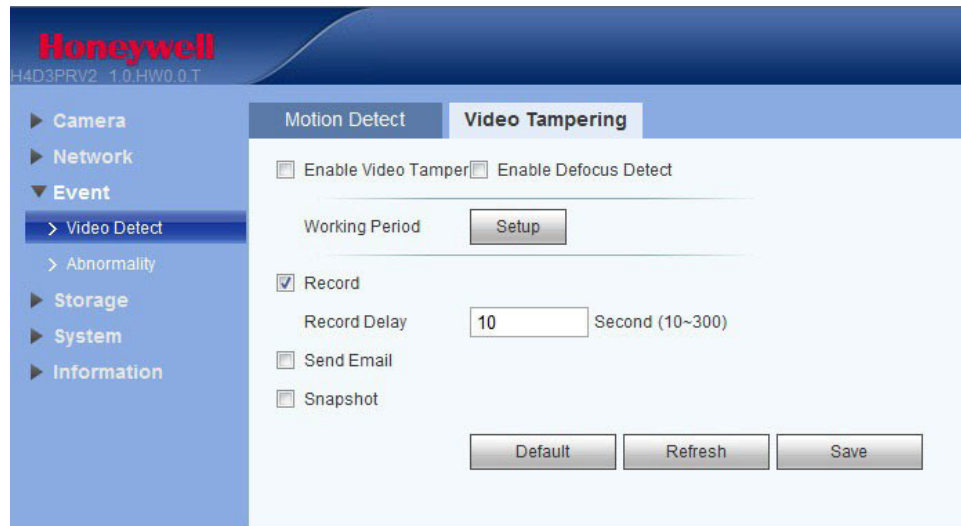 Honeywell
H4D3PRV2 1.0.HW0.0.T
Camera
Network
Event
Video Detect
Abnormality
Storage
System
Information
Motion Detect Video Tampering
Enable Video Tamper Enable Defocus Detect
Working Period Setup
Record
Record Delay 10 Second (10~300)
Send Email
Snapshot
Default Refresh Save